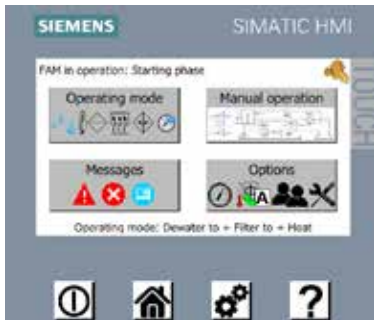 SIEMENS
SIMATIC HMI
TOUCH
FAM in operation: Starting phase
Operating mode
Manual operation
Messages
Options
A
Operating mode: Dewater to + Filter to + Heat
?